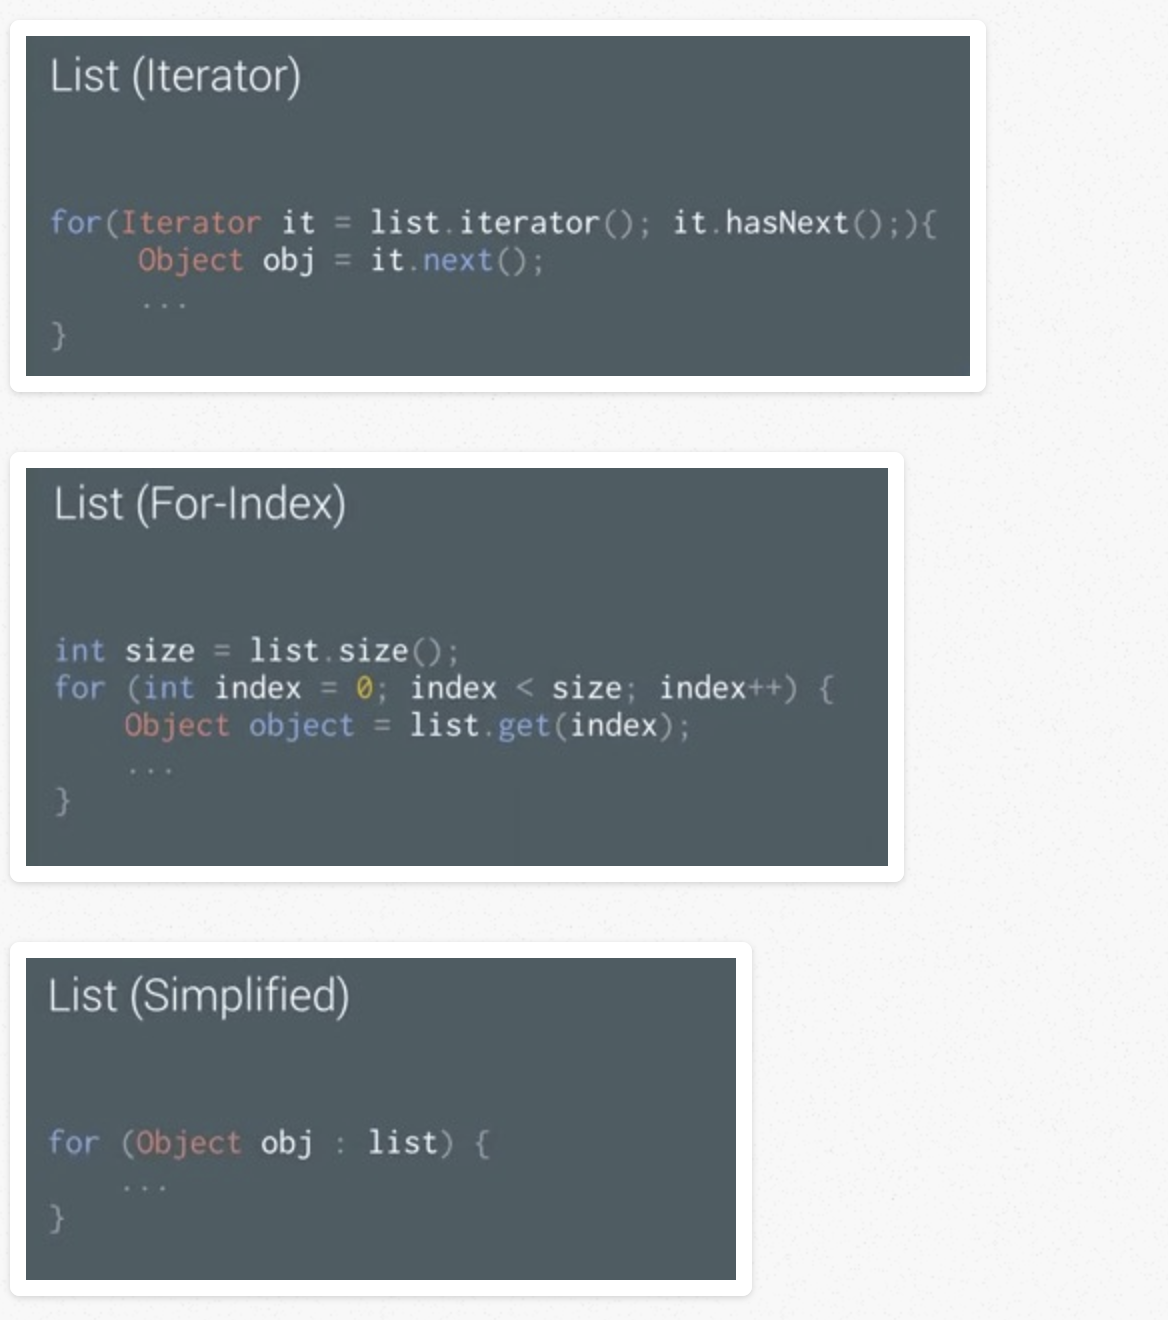 List (Iterator)
for(Iterator it = list.iterator(); it.hasNext();){
Object obj = it.next();
...
}
List (For-Index)
int size = list.size();
for (int index = 0; index < size; index++) {
Object object = list.get(index);
...
}
List (Simplified)
for (Object obj : list) {
...
}